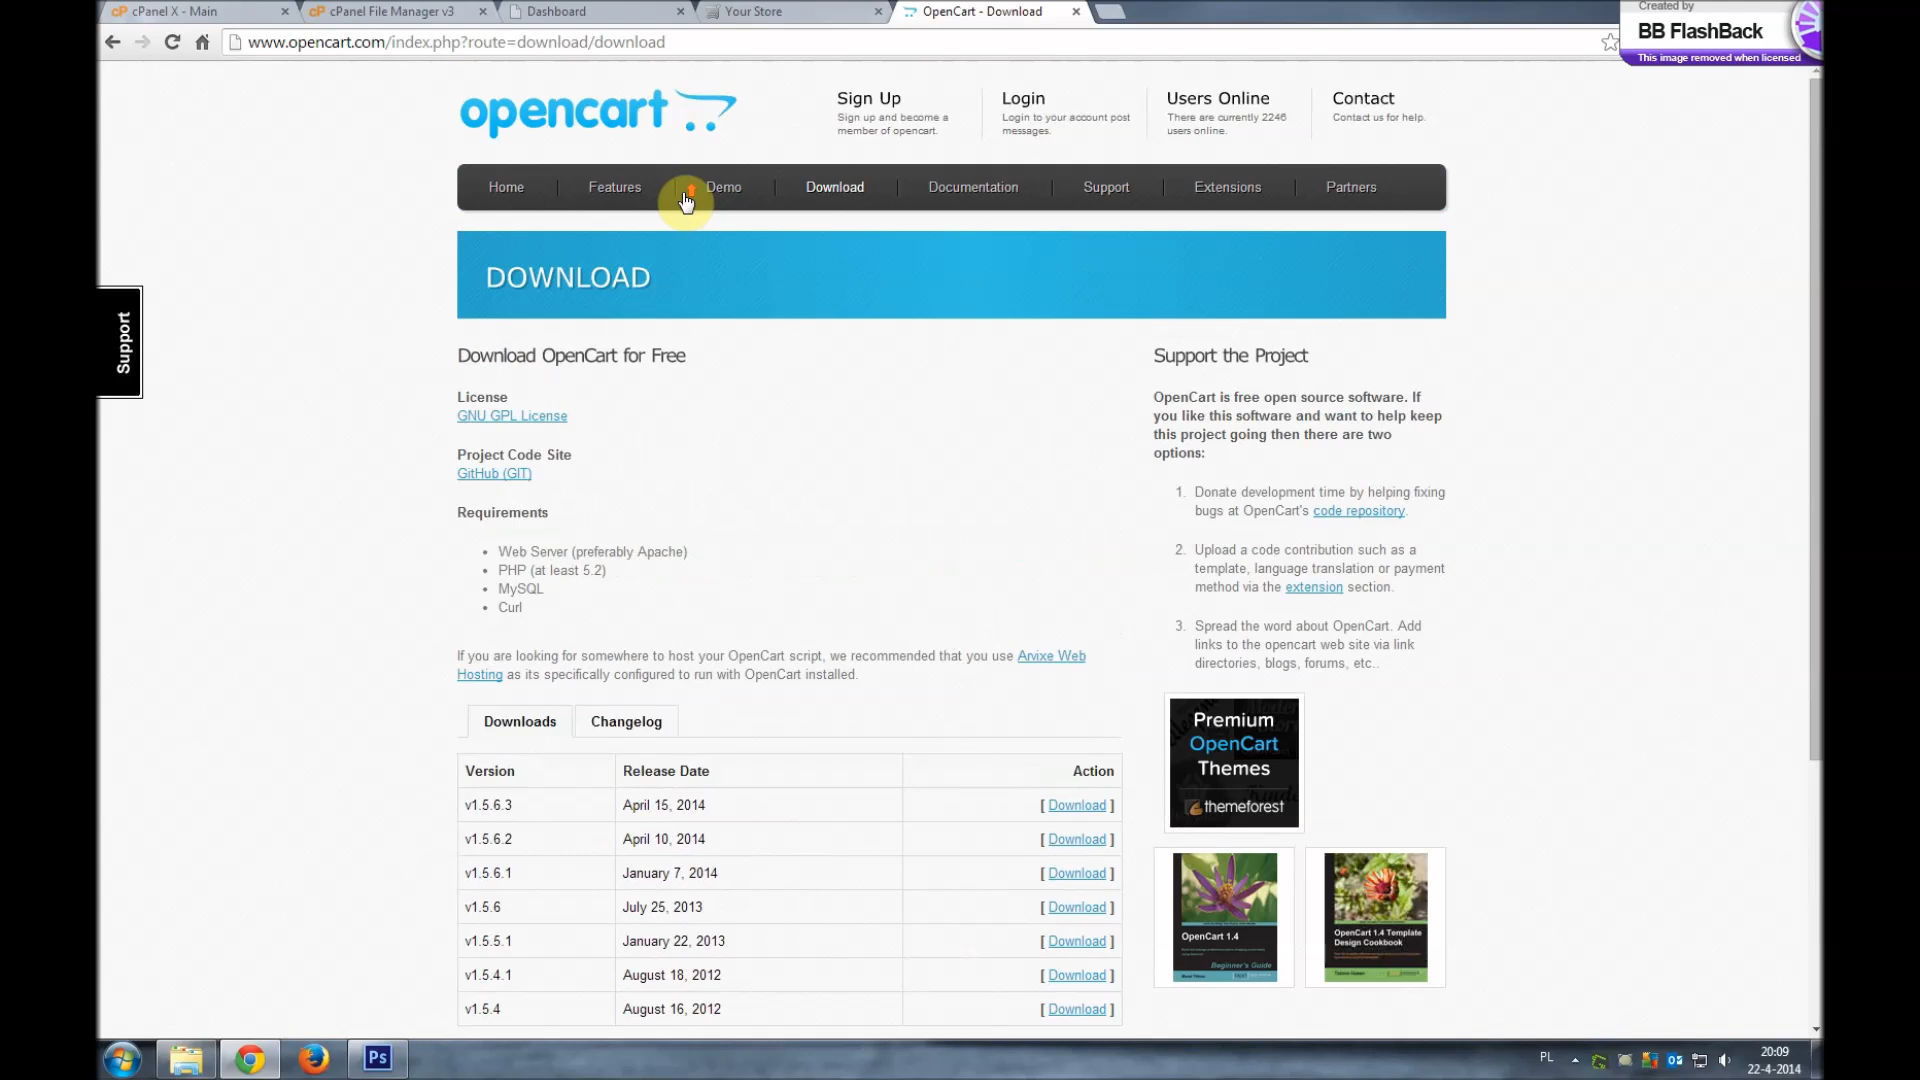 cPanel X - Main
cPanel File Manager v3
Dashboard
Your Store
OpenCart - Download
Created by
BB FlashBack
This image removed when licensed
www.opencart.com/index.php?route=download/download
opencart
Sign Up
Sign up and become a
member of opencart.
Login
Login to your account post
messages.
Users Online
There are currently 2246
users online.
Contact
Contact us for help.
Home
Features
Demo
Download
Documentation
Support
Extensions
Partners
DOWNLOAD
Support
Download OpenCart for Free
License
GNU GPL License
Project Code Site
GitHub (GIT)
Requirements
• Web Server (preferably Apache)
• PHP (at least 5.2)
• MySQL
• Curl
If you are looking for somewhere to host your OpenCart script, we recommended that you use Arvixe Web
Hosting as its specifically configured to run with OpenCart installed.
Downloads
Changelog
Version Release Date Action
v1.5.6.3 April 15, 2014 [ Download ]
v1.5.6.2 April 10, 2014 [ Download ]
v1.5.6.1 January 7, 2014 [ Download ]
v1.5.6 July 25, 2013 [ Download ]
v1.5.5.1 January 22, 2013 [ Download ]
v1.5.4.1 August 18, 2012 [ Download ]
v1.5.4 August 16, 2012 [ Download ]
Support the Project
OpenCart is free open source software. If
you like this software and want to help keep
this project going then there are two
options:
1. Donate development time by helping fixing
bugs at OpenCart's code repository.
2. Upload a code contribution such as a
template, language translation or payment
method via the extension section.
3. Spread the word about OpenCart. Add
links to the opencart web site via link
directories, blogs, forums, etc..
Premium
OpenCart
Themes
themeforest
OpenCart 1.4
Beginner's Guide
OpenCart 1.4 Template
Design Cookbook
Ps
PL
20:09
22-4-2014